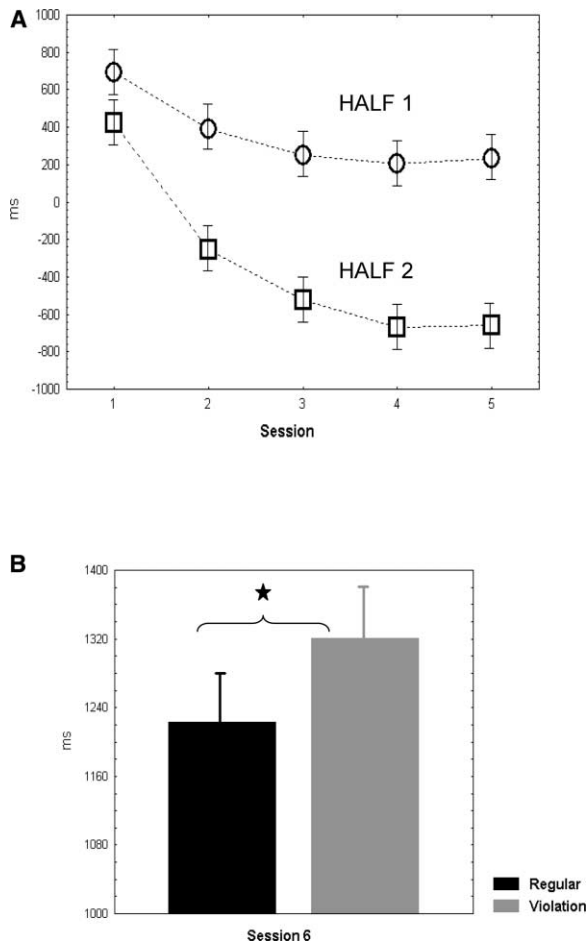 A
1000
800
600
400
200
0
-200
-400
-600
-800
-1000
ms
HALF 1
HALF 2
1
2
3
4
5
Session
B
1400
1320
1240
1160
1080
1000
ms
★
Session 6
Regular
Violation